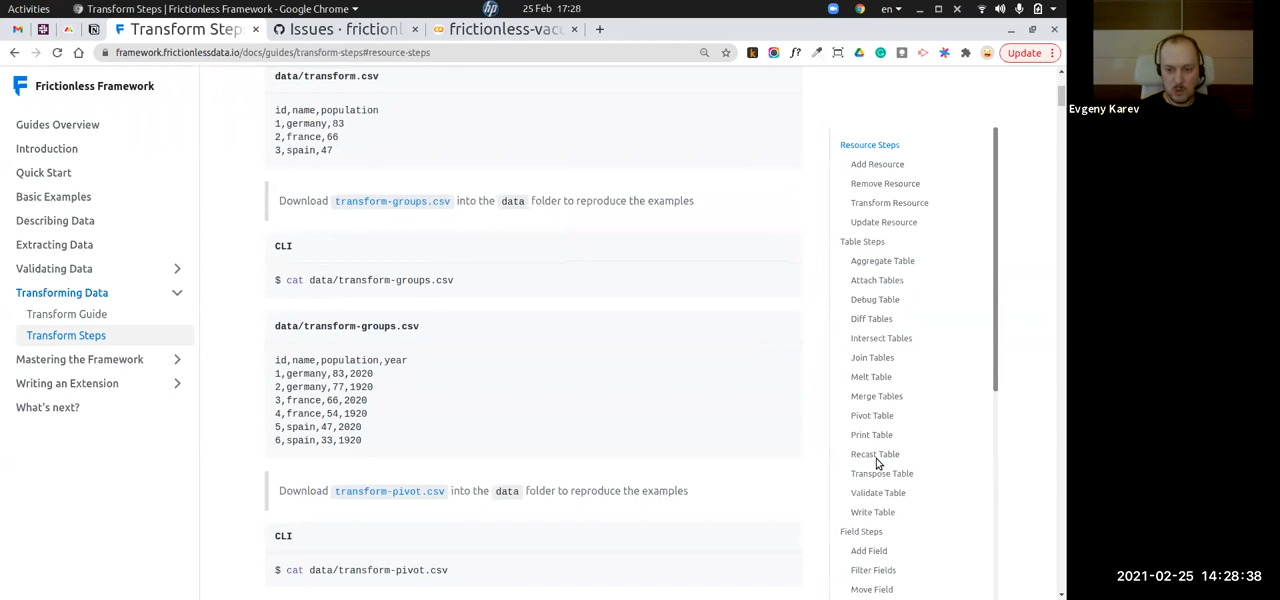 Activities
Transform Steps | Frictionless Framework - Google Chrome
25 Feb 17:28
en
Transform Step
Issues · friction
frictionless-vac
framework.frictionlessdata.io/docs/guides/transform-steps#resource-steps
Update
Evgeny Karev
Frictionless Framework
Guides Overview
Introduction
Quick Start
Basic Examples
Describing Data
Extracting Data
Validating Data
Transforming Data
Transform Guide
Transform Steps
Mastering the Framework
Writing an Extension
What's next?
data/transform.csv
id,name,population
1,germany,83
2,france,66
3,spain,47
Download transform-groups.csv into the data folder to reproduce the examples
CLI
$ cat data/transform-groups.csv
data/transform-groups.csv
id,name,population,year
1,germany,83,2020
2,germany,77,1920
3,france,66,2020
4,france,54,1920
5,spain,47,2020
6,spain,33,1920
Download transform-pivot.csv into the data folder to reproduce the examples
CLI
$ cat data/transform-pivot.csv
Resource Steps
Add Resource
Remove Resource
Transform Resource
Update Resource
Table Steps
Aggregate Table
Attach Tables
Debug Table
Diff Tables
Intersect Tables
Join Tables
Melt Table
Merge Tables
Pivot Table
Print Table
Recast Table
Transpose Table
Validate Table
Write Table
Field Steps
Add Field
Filter Fields
Move Field
2021-02-25 14:28:38